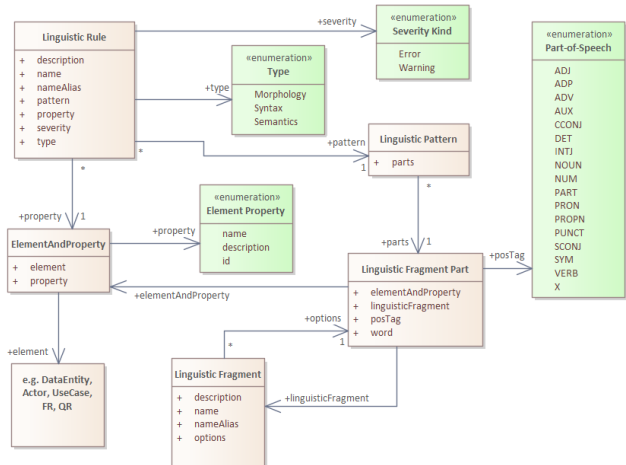 Linguistic Rule
+ description
+ name
+ nameAlias
+ pattern
+ property
+ severity
+ type
+severity
«enumeration»
Severity Kind
Error
Warning
«enumeration»
Part-of-Speech
ADJ
ADP
ADV
AUX
CCONJ
DET
INTJ
NOUN
NUM
PART
PRON
PROPN
PUNCT
SCONJ
SYM
VERB
X
+type
«enumeration»
Type
Morphology
Syntax
Semantics
*
+pattern
1
Linguistic Pattern
+ parts
*
+property
1
*
+parts
1
ElementAndProperty
+ element
+ property
+property
«enumeration»
Element Property
name
description
id
Linguistic Fragment Part
+ elementAndProperty
+ linguisticFragment
+ posTag
+ word
+posTag
+elementAndProperty
+options
*
1
+element
e.g. DataEntity,
Actor, UseCase,
FR, QR
Linguistic Fragment
+ description
+ name
+ nameAlias
+ options
+linguisticFragment